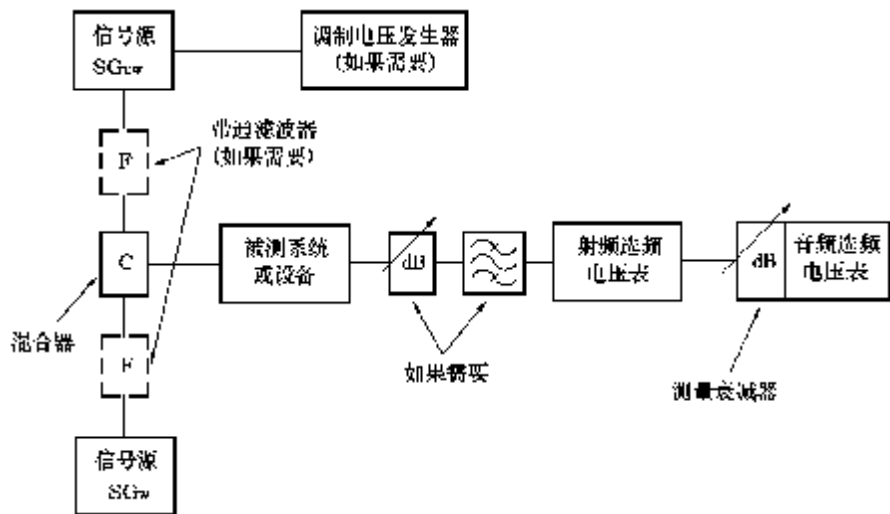 信号源
调制电压发生器
(如果需要)
带通滤波器
(如果需要)
F
C
被测系统
或设备
dB
射频选频
电压表
dB
音频选频
电压表
混合器
F
如果需要
测量衰减器
信号源